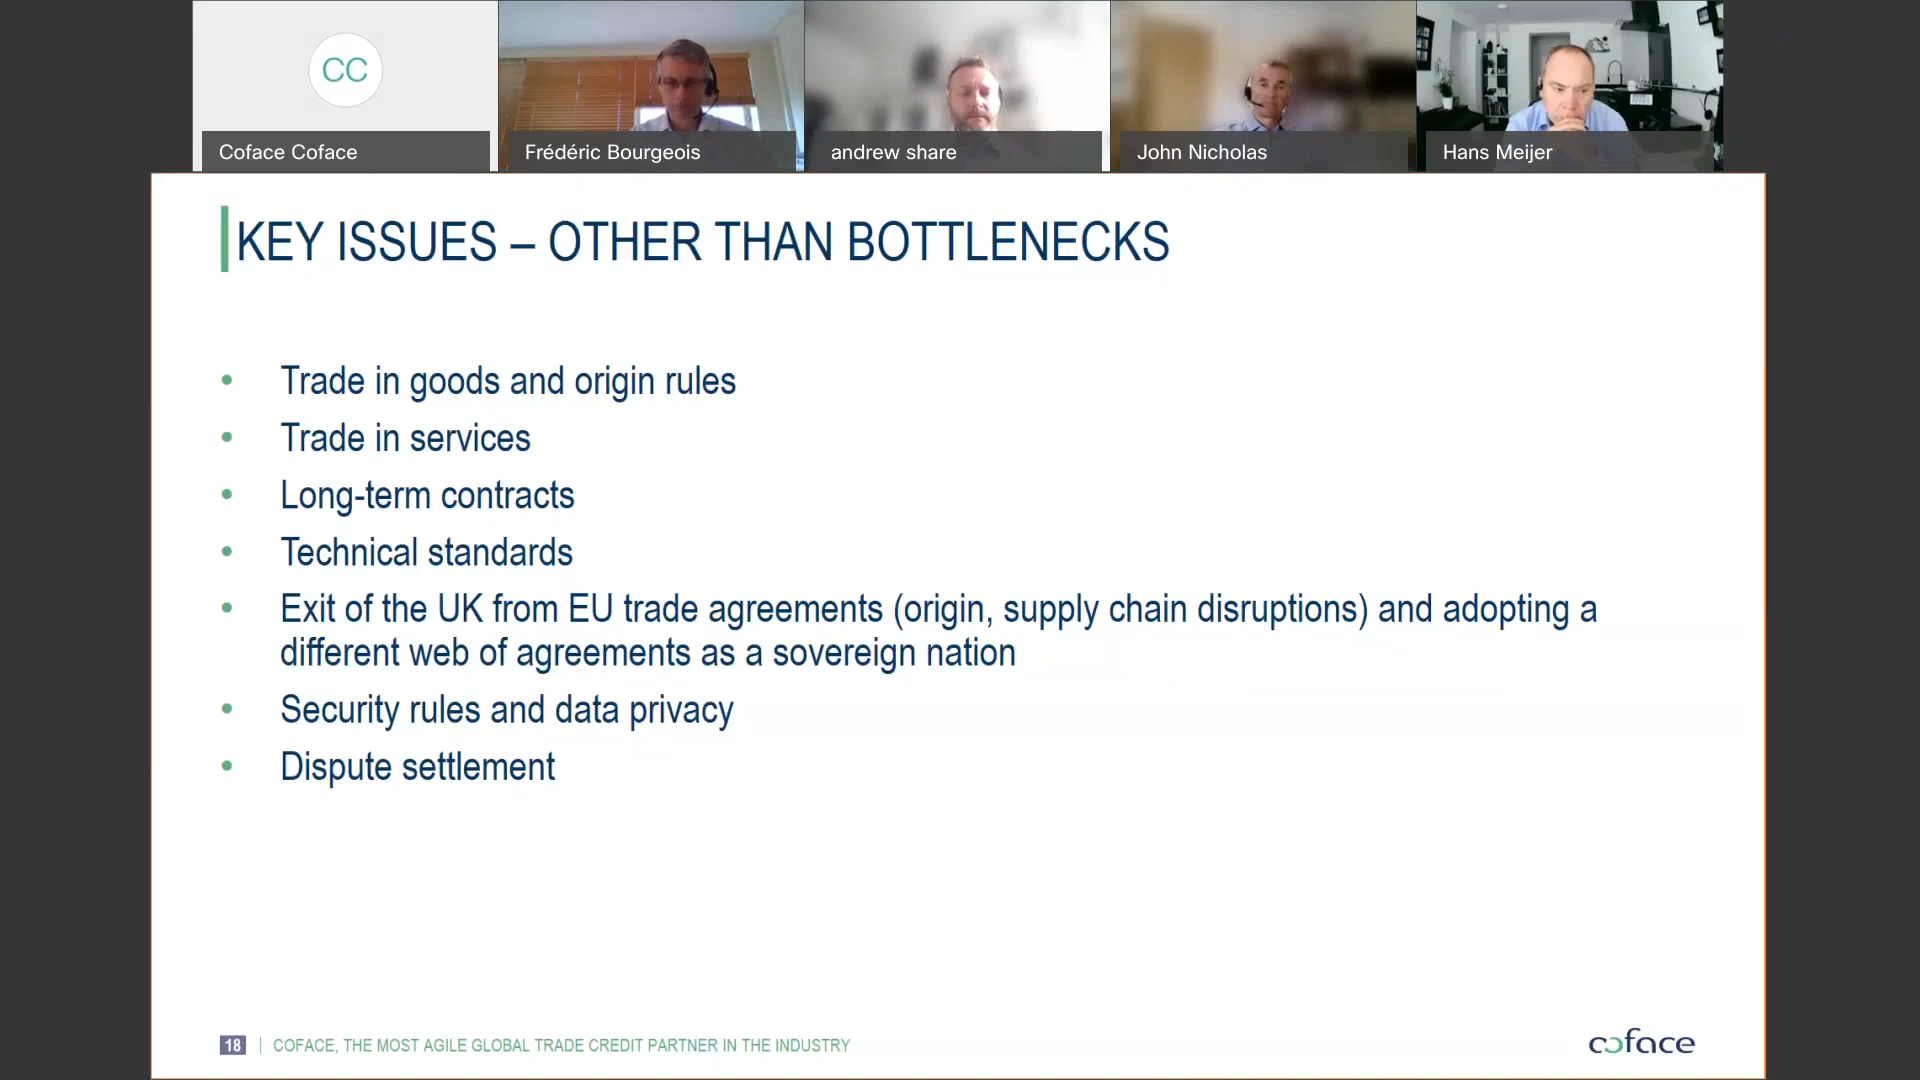 CC
Coface Coface
Frédéric Bourgeois
andrew share
John Nicholas
Hans Meijer
KEY ISSUES – OTHER THAN BOTTLENECKS
• Trade in goods and origin rules
• Trade in services
• Long-term contracts
• Technical standards
• Exit of the UK from EU trade agreements (origin, supply chain disruptions) and adopting a
different web of agreements as a sovereign nation
• Security rules and data privacy
• Dispute settlement
18 | COFACE, THE MOST AGILE GLOBAL TRADE CREDIT PARTNER IN THE INDUSTRY
coface